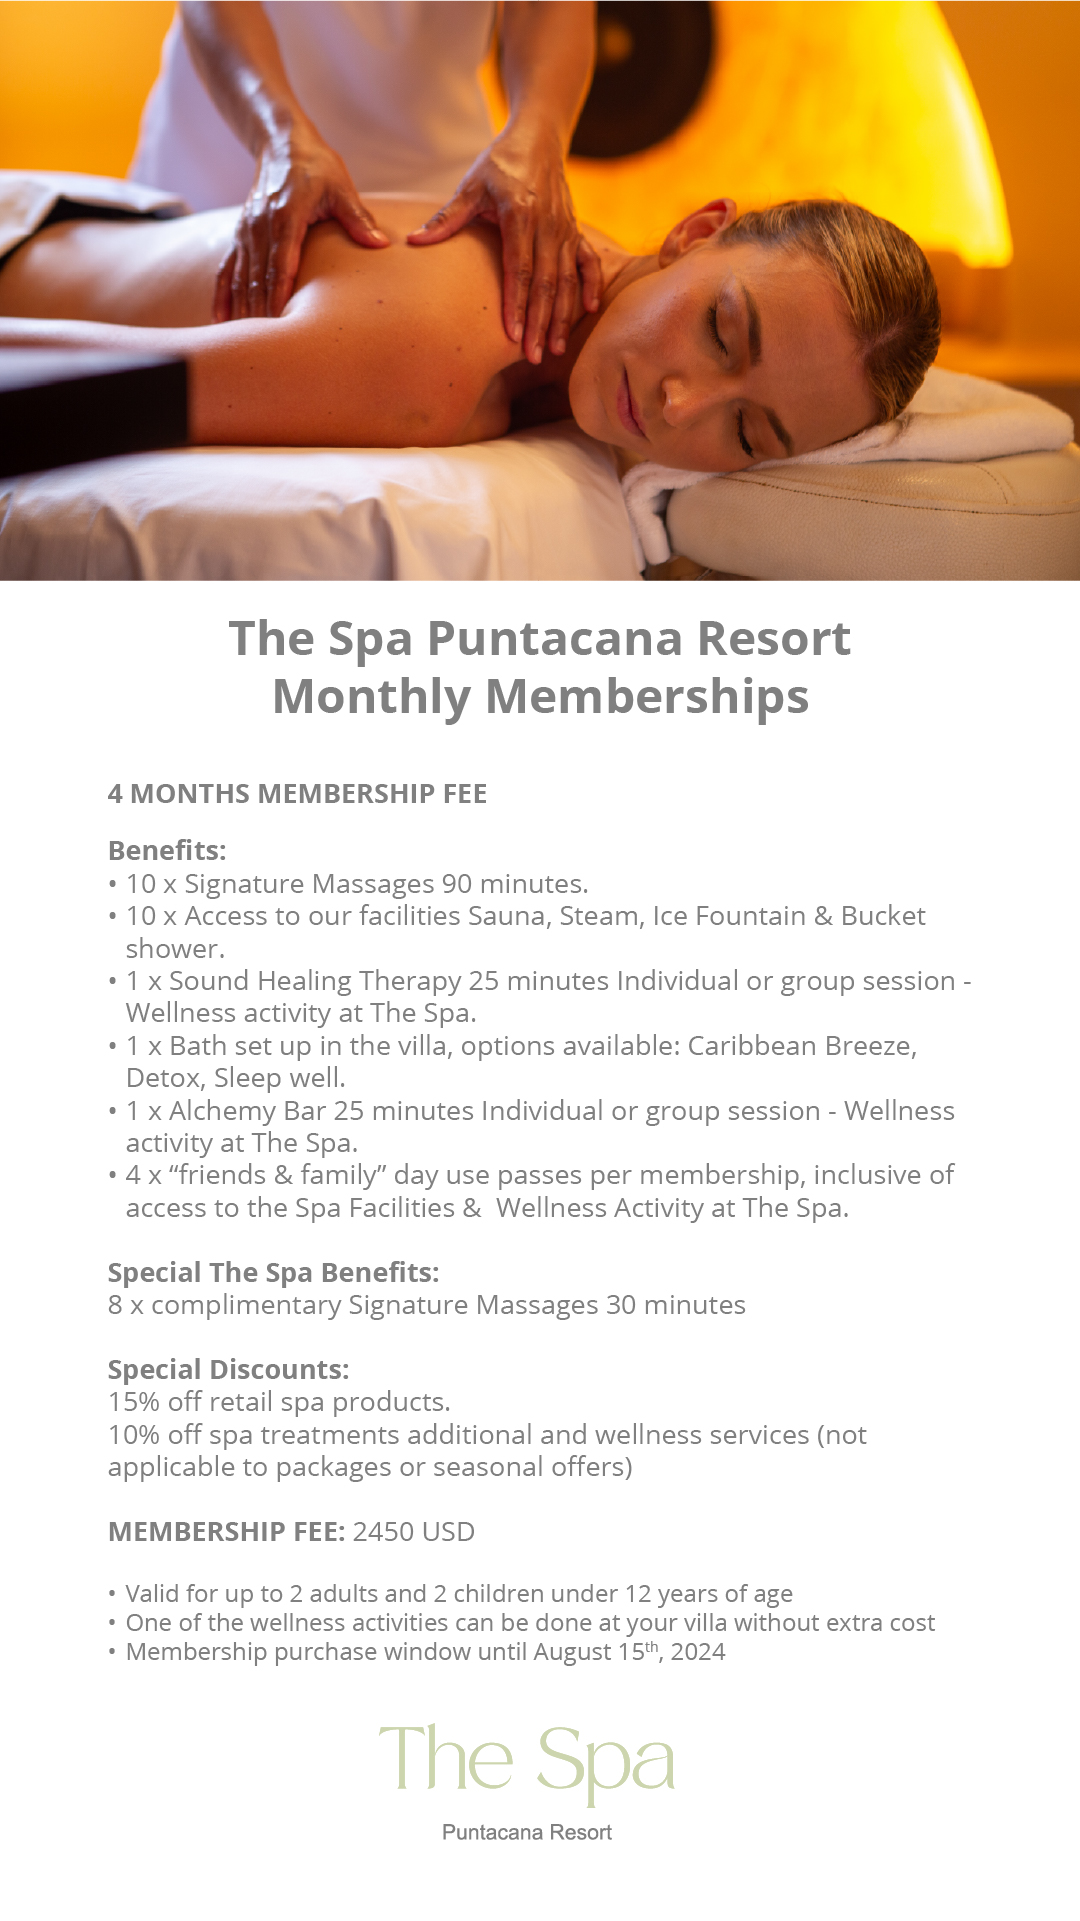 The Spa Puntacana Resort
Monthly Memberships
4 MONTHS MEMBERSHIP FEE
Benefits:
• 10 x Signature Massages 90 minutes.
• 10 x Access to our facilities Sauna, Steam, Ice Fountain & Bucket
shower.
• 1 x Sound Healing Therapy 25 minutes Individual or group session -
Wellness activity at The Spa.
• 1 x Bath set up in the villa, options available: Caribbean Breeze,
Detox, Sleep well.
• 1 x Alchemy Bar 25 minutes Individual or group session - Wellness
activity at The Spa.
• 4 x “friends & family” day use passes per membership, inclusive of
access to the Spa Facilities &  Wellness Activity at The Spa.
Special The Spa Benefits:
8 x complimentary Signature Massages 30 minutes
Special Discounts:
15% off retail spa products.
10% off spa treatments additional and wellness services (not
applicable to packages or seasonal offers)
MEMBERSHIP FEE: 2450 USD
• Valid for up to 2 adults and 2 children under 12 years of age
• One of the wellness activities can be done at your villa without extra cost
• Membership purchase window until August 15th, 2024
The Spa
Puntacana Resort